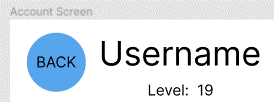 Account Screen
BACK
Username
Level: 19